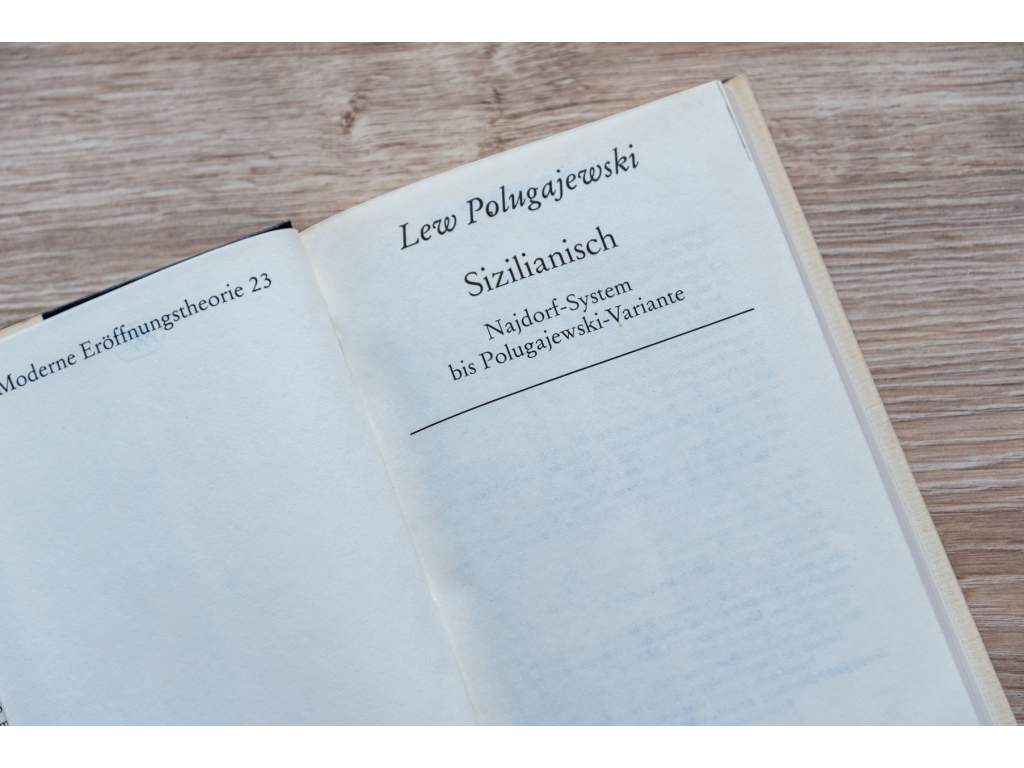 Moderne Eröffnungstheorie 23
Lew Polugajewski
Sizilianisch
Najdorf-System
bis Polugajewski-Variante